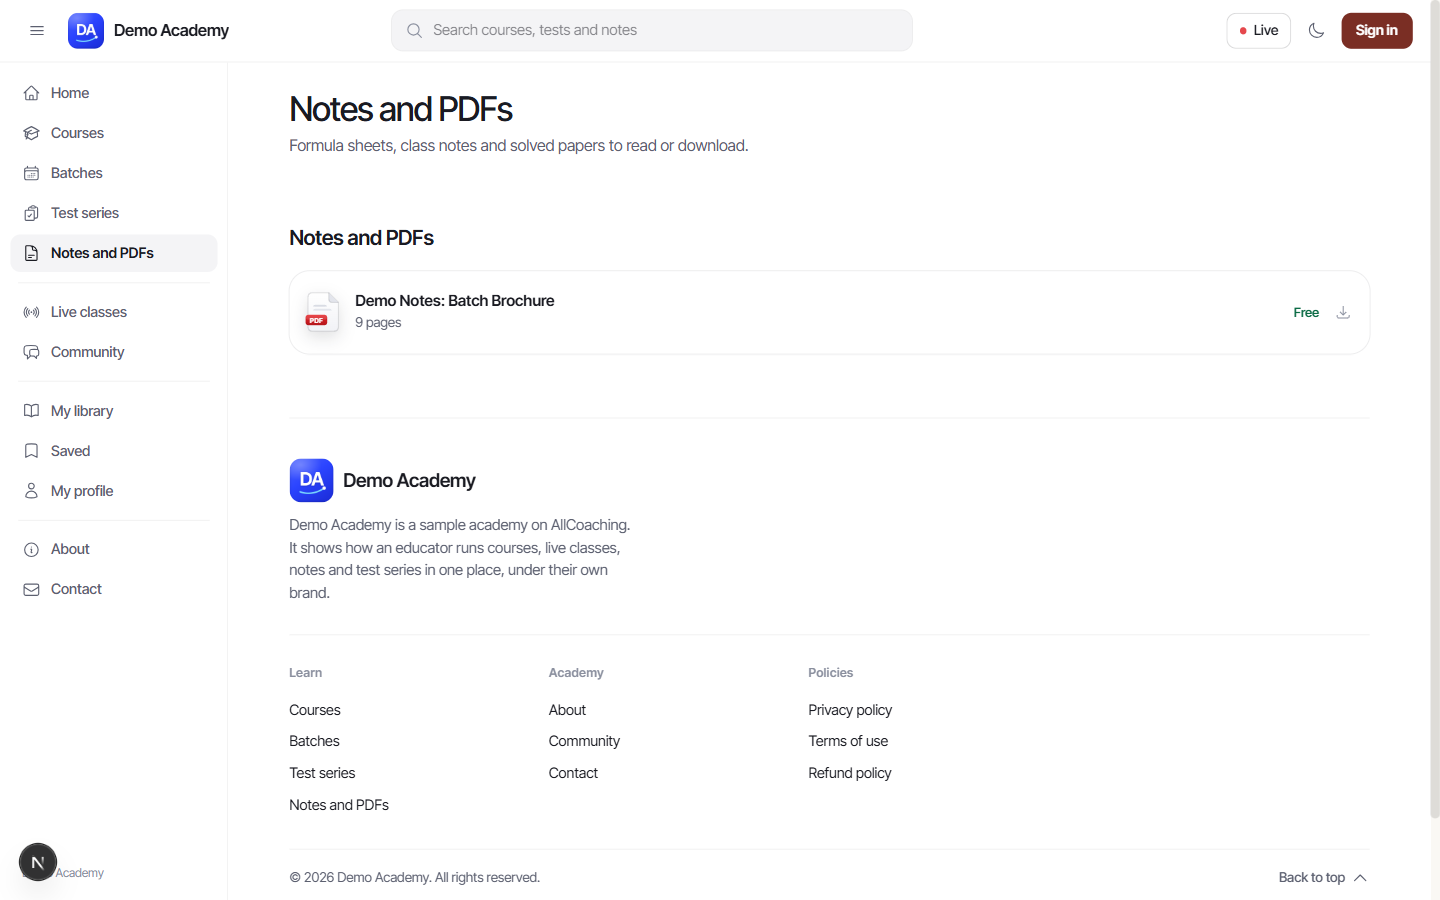 DA
Demo Academy
Search courses, tests and notes
Live
Sign in
Home
Courses
Batches
Test series
Notes and PDFs
Live classes
Community
My library
Saved
My profile
About
Contact
N
Academy
Notes and PDFs
Formula sheets, class notes and solved papers to read or download.
Notes and PDFs
PDF
Demo Notes: Batch Brochure
9 pages
Free
DA
Demo Academy
Demo Academy is a sample academy on AllCoaching.
It shows how an educator runs courses, live classes,
notes and test series in one place, under their own
brand.
Learn
Courses
Batches
Test series
Notes and PDFs
Academy
About
Community
Contact
Policies
Privacy policy
Terms of use
Refund policy
© 2026 Demo Academy. All rights reserved.
Back to top